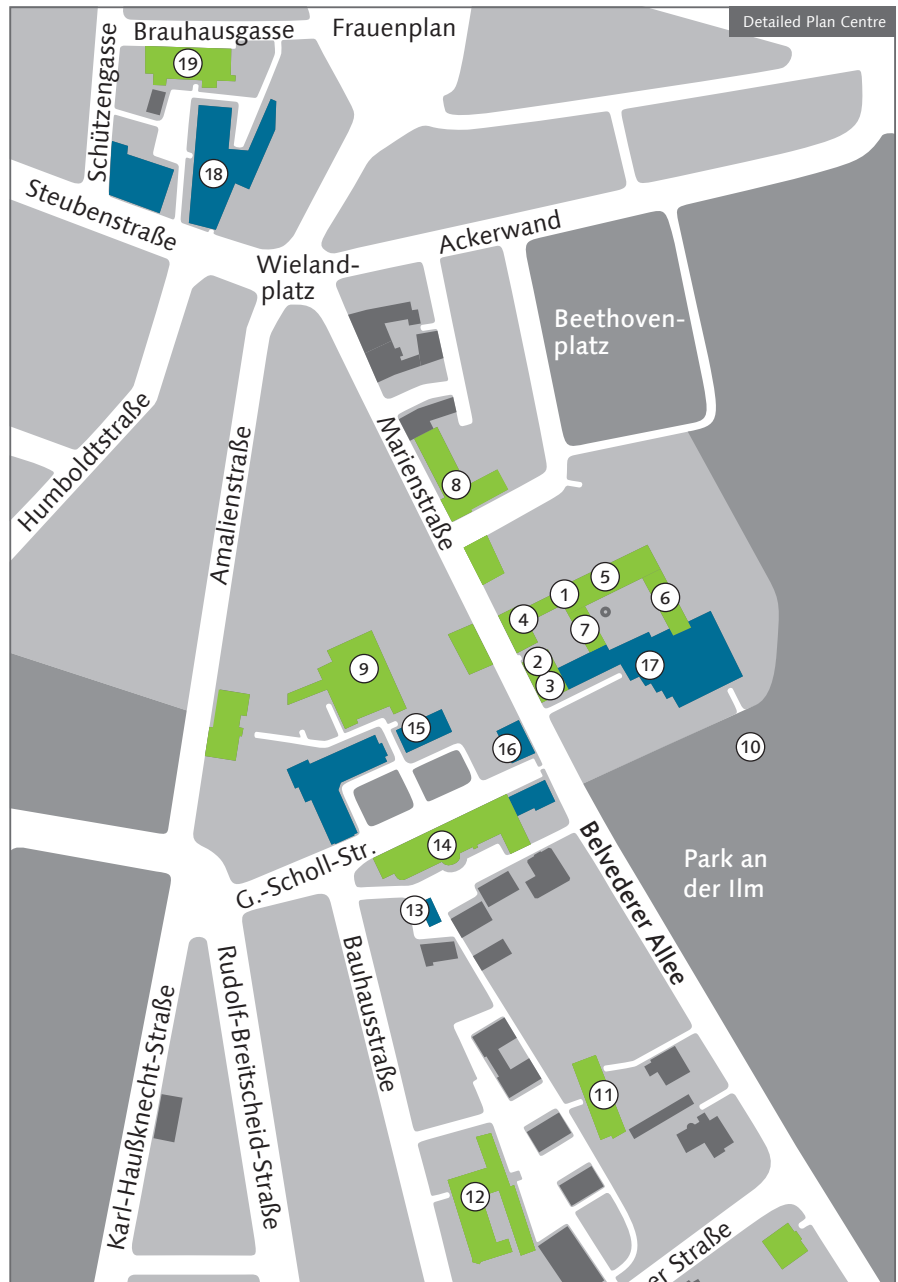 Detailed Plan Centre
Brauhausgasse
Frauenplan
19
Schützengasse
18
Steubenstraße
Ackerwand
Wieland-
platz
Beethoven-
platz
Humboldtstraße
Amalienstraße
Marienstraße
8
5
1
6
4
7
2
9
17
3
15
16
10
14
G.-Scholl-Str.
Belvederer Allee
Park an
der Ilm
13
Karl-Haußknecht-Straße
Rudolf-Breitscheid-Straße
Bauhausstraße
11
12
er Straße